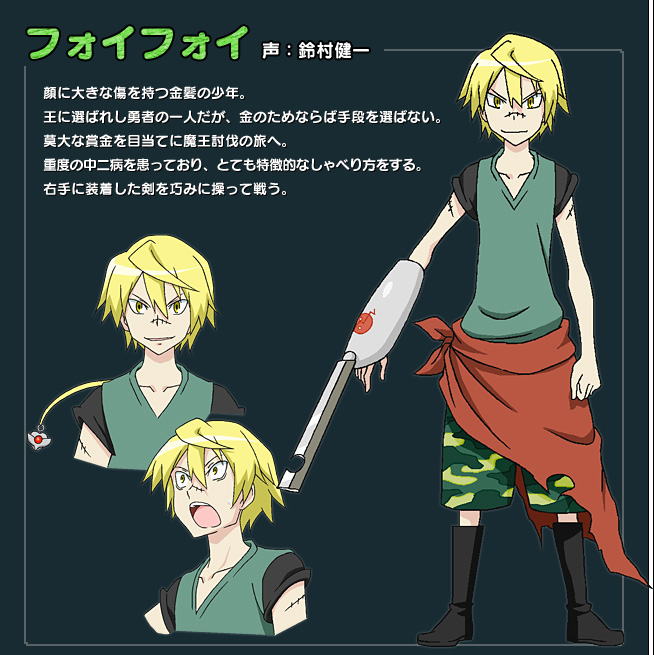 フォイフォイ 声：鈴村健一
顔に大きな傷を持つ金髪の少年。
王に選ばれし勇者の一人だが、金のためならば手段を選ばない。
莫大な賞金を目当てに魔王討伐の旅へ。
重度の中二病を患っており、とても特徴的なしゃべり方をする。
右手に装着した剣を巧みに操って戦う。